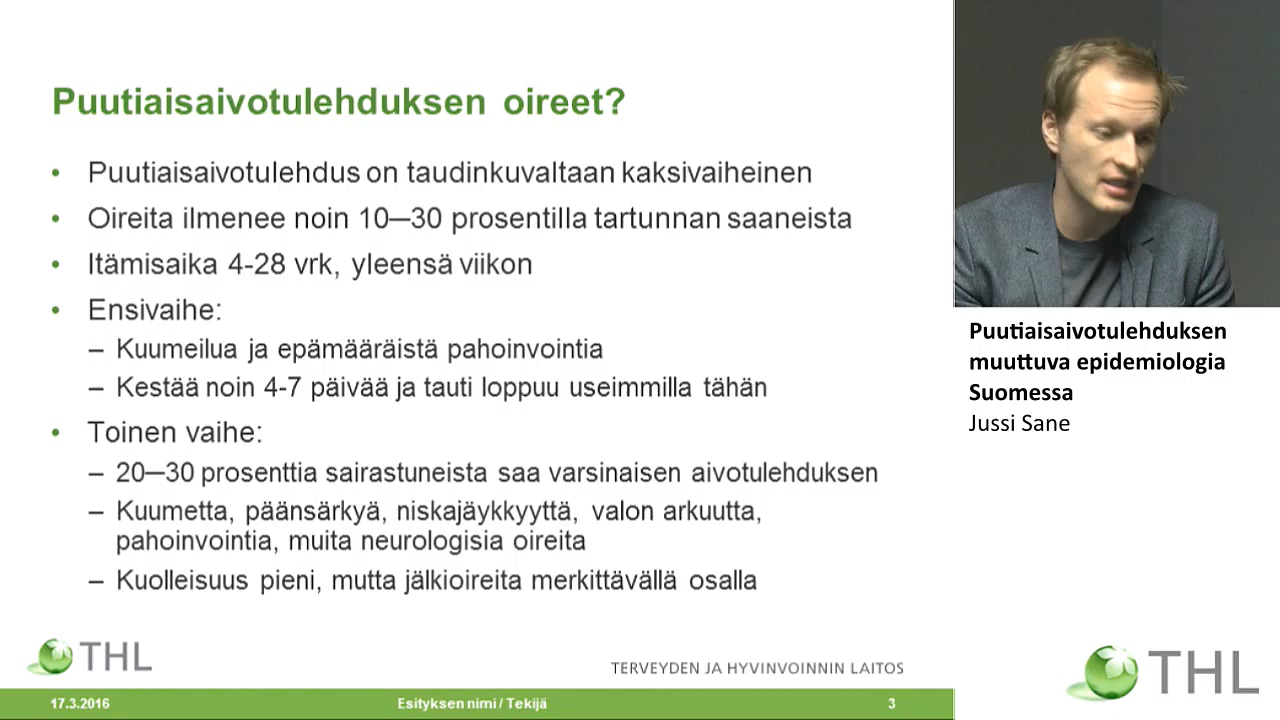 Puutiaisaivotulehduksen oireet?
• Puutiaisaivotulehdus on taudinkuvaltaan kaksivaiheinen
• Oireita ilmenee noin 10─30 prosentilla tartunnan saaneista
• Itämisaika 4-28 vrk, yleensä viikon
• Ensivaihe:
– Kuumeilua ja epämääräistä pahoinvointia
– Kestää noin 4-7 päivää ja tauti loppuu useimmilla tähän
• Toinen vaihe:
– 20─30 prosenttia sairastuneista saa varsinaisen aivotulehduksen
– Kuumetta, päänsärkyä, niskajäykkyyttä, valon arkuutta,
pahoinvointia, muita neurologisia oireita
– Kuolleisuus pieni, mutta jälkioireita merkittävällä osalla
THL
TERVEYDEN JA HYVINVOINNIN LAITOS
17.3.2016
Esityksen nimi / Tekijä
3
Puutiaisaivotulehduksen
muuttuva epidemiologia
Suomessa
Jussi Sane
THL